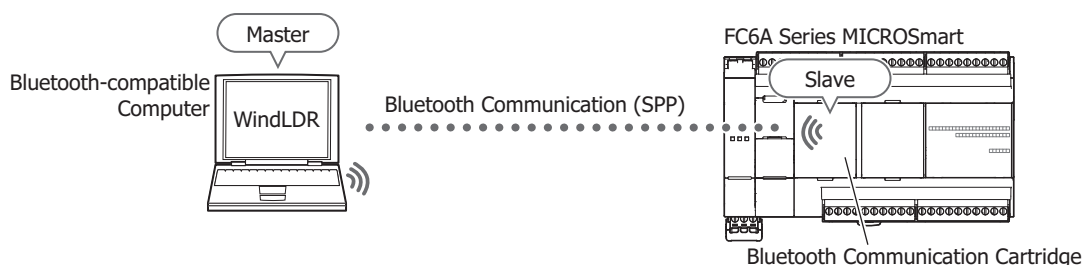 Master
FC6A Series MICROSmart
Bluetooth-compatible
Computer
Slave
WindLDR
Bluetooth Communication (SPP)
Bluetooth Communication Cartridge